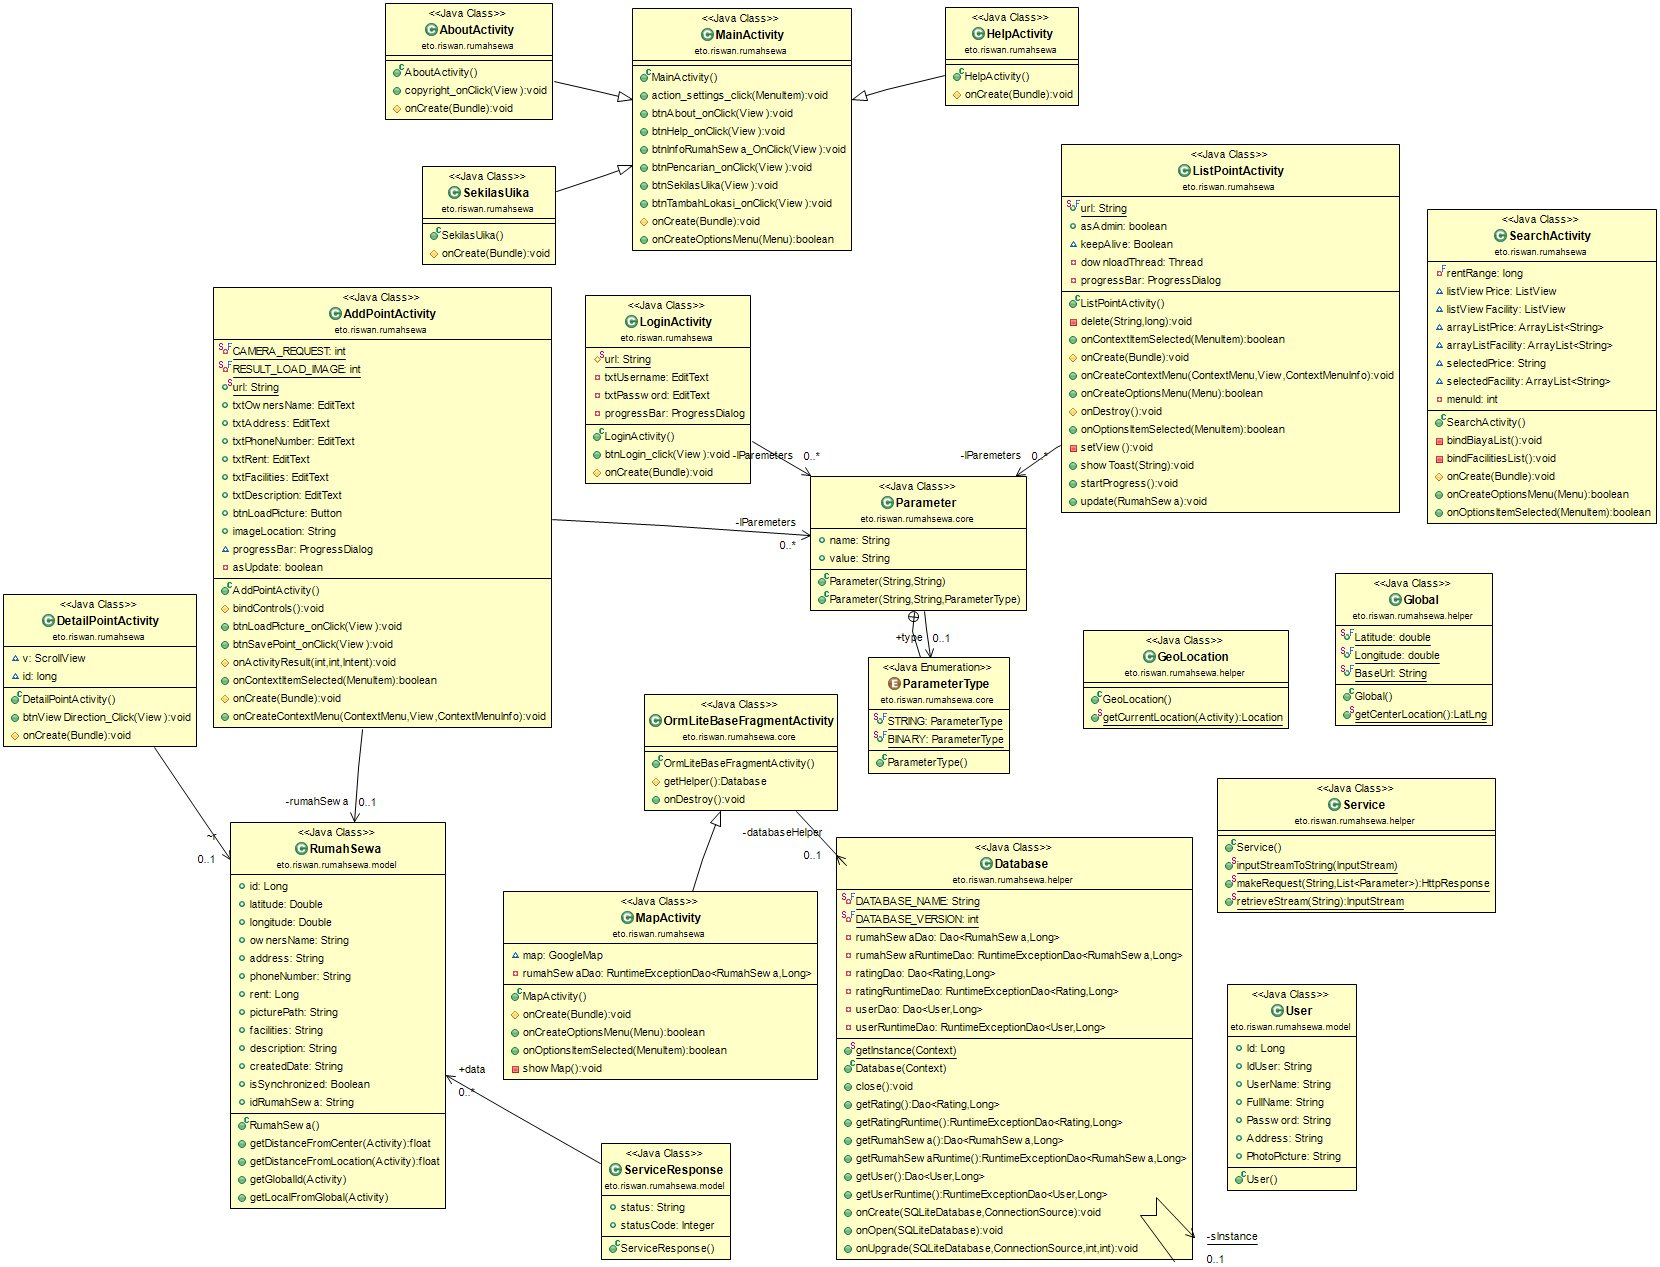 <<Java Class>>
AboutActivity
eto.riswan.rumahsewa
AboutActivity()
copyright_onClick(View):void
onCreate(Bundle):void
<<Java Class>>
MainActivity
eto.riswan.rumahsewa
MainActivity()
action_settings_click(MenuItem):void
btnAbout_onClick(View):void
btnHelp_onClick(View):void
btnInfoRumahSewa_OnClick(View):void
btnPencarian_onClick(View):void
btnSekilasUika(View):void
btnTambahLokasi_onClick(View):void
onCreate(Bundle):void
onCreateOptionsMenu(Menu):boolean
<<Java Class>>
HelpActivity
eto.riswan.rumahsewa
HelpActivity()
onCreate(Bundle):void
<<Java Class>>
SekilasUika
eto.riswan.rumahsewa
SekilasUika()
onCreate(Bundle):void
<<Java Class>>
ListPointActivity
eto.riswan.rumahsewa
url: String
asAdmin: boolean
keepAlive: Boolean
downloadThread: Thread
progressBar: ProgressDialog
ListPointActivity()
delete(String,long):void
onContextItemSelected(MenuItem):boolean
onCreate(Bundle):void
onCreateContextMenu(ContextMenu,View,ContextMenuInfo):void
onCreateOptionsMenu(Menu):boolean
onDestroy():void
onOptionsItemSelected(MenuItem):boolean
setView():void
showToast(String):void
startProgress():void
update(RumahSewa):void
<<Java Class>>
SearchActivity
eto.riswan.rumahsewa
rentRange: long
listViewPrice: ListView
listViewFacility: ListView
arrayListPrice: ArrayList<String>
arrayListFacility: ArrayList<String>
selectedPrice: String
selectedFacility: ArrayList<String>
menuId: int
SearchActivity()
bindBiayaList():void
bindFacilitiesList():void
onCreate(Bundle):void
onCreateOptionsMenu(Menu):boolean
onOptionsItemSelected(MenuItem):boolean
<<Java Class>>
AddPointActivity
eto.riswan.rumahsewa
CAMERA_REQUEST: int
RESULT_LOAD_IMAGE: int
url: String
txtOwnersName: EditText
txtAddress: EditText
txtPhoneNumber: EditText
txtRent: EditText
txtFacilities: EditText
txtDescription: EditText
btnLoadPicture: Button
imageLocation: String
progressBar: ProgressDialog
asUpdate: boolean
AddPointActivity()
bindControls():void
btnLoadPicture_onClick(View):void
btnSavePoint_onClick(View):void
onActivityResult(int,int,Intent):void
onContextItemSelected(MenuItem):boolean
onCreate(Bundle):void
onCreateContextMenu(ContextMenu,View,ContextMenuInfo):void
<<Java Class>>
LoginActivity
eto.riswan.rumahsewa
url: String
txtUsername: EditText
txtPassword: EditText
progressBar: ProgressDialog
LoginActivity()
btnLogin_click(View):void
onCreate(Bundle):void
-lParemeters 0..*
-lParemeters 0..*
-lParemeters
0..*
<<Java Class>>
Parameter
eto.riswan.rumahsewa.core
name: String
value: String
Parameter(String,String)
Parameter(String,String,ParameterType)
+type 0..1
<<Java Enumeration>>
ParameterType
eto.riswan.rumahsewa.core
STRING: ParameterType
BINARY: ParameterType
ParameterType()
<<Java Class>>
DetailPointActivity
eto.riswan.rumahsewa
v: ScrollView
id: long
DetailPointActivity()
btnViewDirection_Click(View):void
onCreate(Bundle):void
<<Java Class>>
GeoLocation
eto.riswan.rumahsewa.helper
GeoLocation()
getCurrentLocation(Activity):Location
<<Java Class>>
Global
eto.riswan.rumahsewa.helper
Latitude: double
Longitude: double
BaseUrl: String
Global()
getCenterLocation():LatLng
<<Java Class>>
OrmLiteBaseFragmentActivity
eto.riswan.rumahsewa.core
OrmLiteBaseFragmentActivity()
getHelper():Database
onDestroy():void
<<Java Class>>
Service
eto.riswan.rumahsewa.helper
Service()
inputStreamToString(InputStream)
makeRequest(String,List<Parameter>):HttpResponse
retrieveStream(String):InputStream
-rumahSewa 0..1
~r
0..1
-databaseHelper
0..1
<<Java Class>>
RumahSewa
eto.riswan.rumahsewa.model
id: Long
latitude: Double
longitude: Double
ownersName: String
address: String
phoneNumber: String
rent: Long
picturePath: String
facilities: String
description: String
createdDate: String
isSynchronized: Boolean
idRumahSewa: String
RumahSewa()
getDistanceFromCenter(Activity):float
getDistanceFromLocation(Activity):float
getGlobalId(Activity)
getLocalFromGlobal(Activity)
<<Java Class>>
MapActivity
eto.riswan.rumahsewa
map: GoogleMap
rumahSewaDao: RuntimeExceptionDao<RumahSewa,Long>
MapActivity()
onCreate(Bundle):void
onCreateOptionsMenu(Menu):boolean
onOptionsItemSelected(MenuItem):boolean
showMap():void
<<Java Class>>
Database
eto.riswan.rumahsewa.helper
DATABASE_NAME: String
DATABASE_VERSION: int
rumahSewaDao: Dao<RumahSewa,Long>
rumahSewaRuntimeDao: RuntimeExceptionDao<RumahSewa,Long>
ratingDao: Dao<Rating,Long>
ratingRuntimeDao: RuntimeExceptionDao<Rating,Long>
userDao: Dao<User,Long>
userRuntimeDao: RuntimeExceptionDao<User,Long>
getInstance(Context)
Database(Context)
close():void
getRating():Dao<Rating,Long>
getRatingRuntime():RuntimeExceptionDao<Rating,Long>
getRumahSewa():Dao<RumahSewa,Long>
getRumahSewaRuntime():RuntimeExceptionDao<RumahSewa,Long>
getUser():Dao<User,Long>
getUserRuntime():RuntimeExceptionDao<User,Long>
onCreate(SQLiteDatabase,ConnectionSource):void
onOpen(SQLiteDatabase):void
onUpgrade(SQLiteDatabase,ConnectionSource,int,int):void
-sInstance
0..1
<<Java Class>>
User
eto.riswan.rumahsewa.model
Id: Long
IdUser: String
UserName: String
FullName: String
Password: String
Address: String
PhotoPicture: String
User()
+data
0..*
<<Java Class>>
ServiceResponse
eto.riswan.rumahsewa.model
status: String
statusCode: Integer
ServiceResponse()